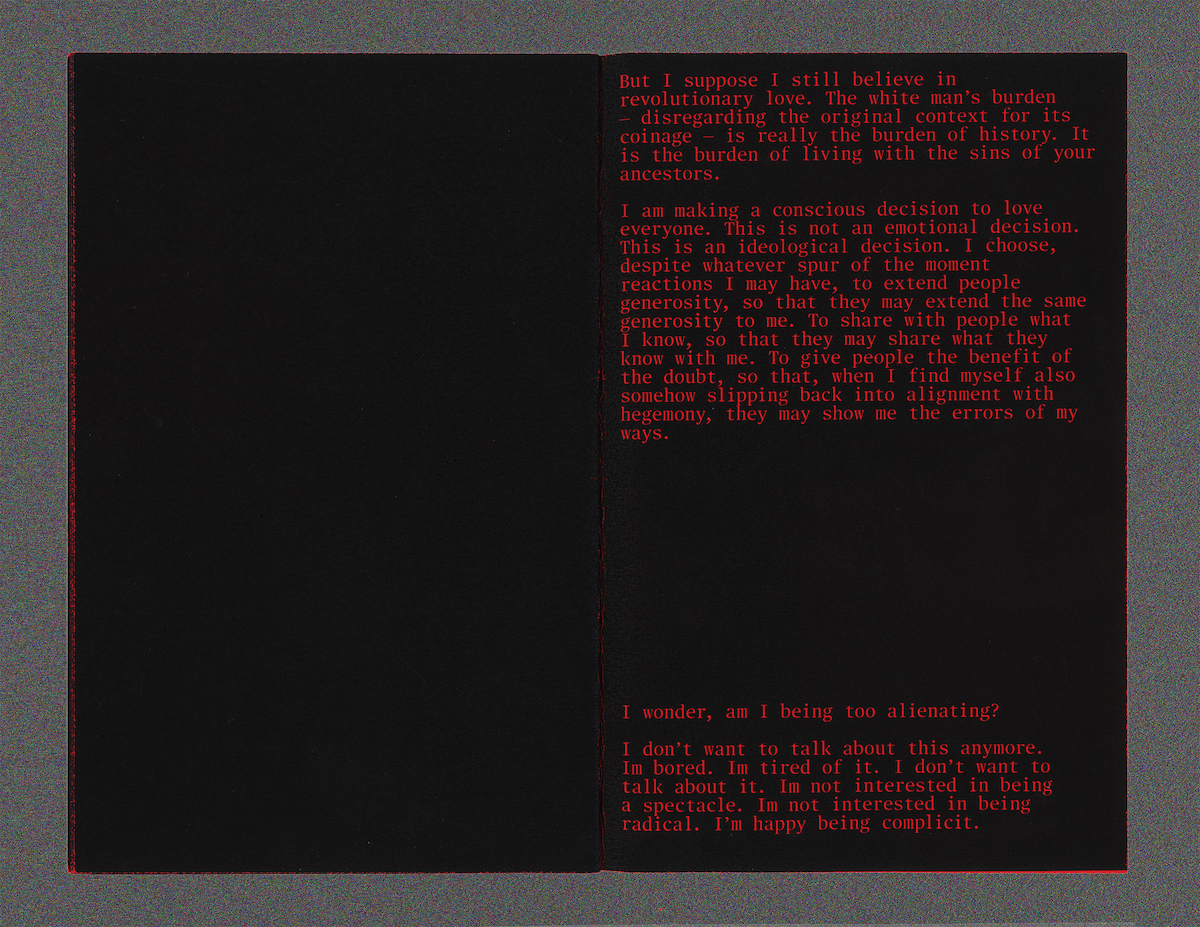 But I suppose I still believe in
revolutionary love. The white man’s burden
– disregarding the original context for its
coinage – is really the burden of history. It
is the burden of living with the sins of your
ancestors.
I am making a conscious decision to love
everyone. This is not an emotional decision.
This is an ideological decision. I choose,
despite whatever spur of the moment
reactions I may have, to extend people
generosity, so that they may extend the same
generosity to me. To share with people what
I know, so that they may share what they
know with me. To give people the benefit of
the doubt, so that, when I find myself also
somehow slipping back into alignment with
hegemony, they may show me the errors of my
ways.
I wonder, am I being too alienating?
I don’t want to talk about this anymore.
Im bored. Im tired of it. I don’t want to
talk about it. Im not interested in being
a spectacle. Im not interested in being
radical. I’m happy being complicit.